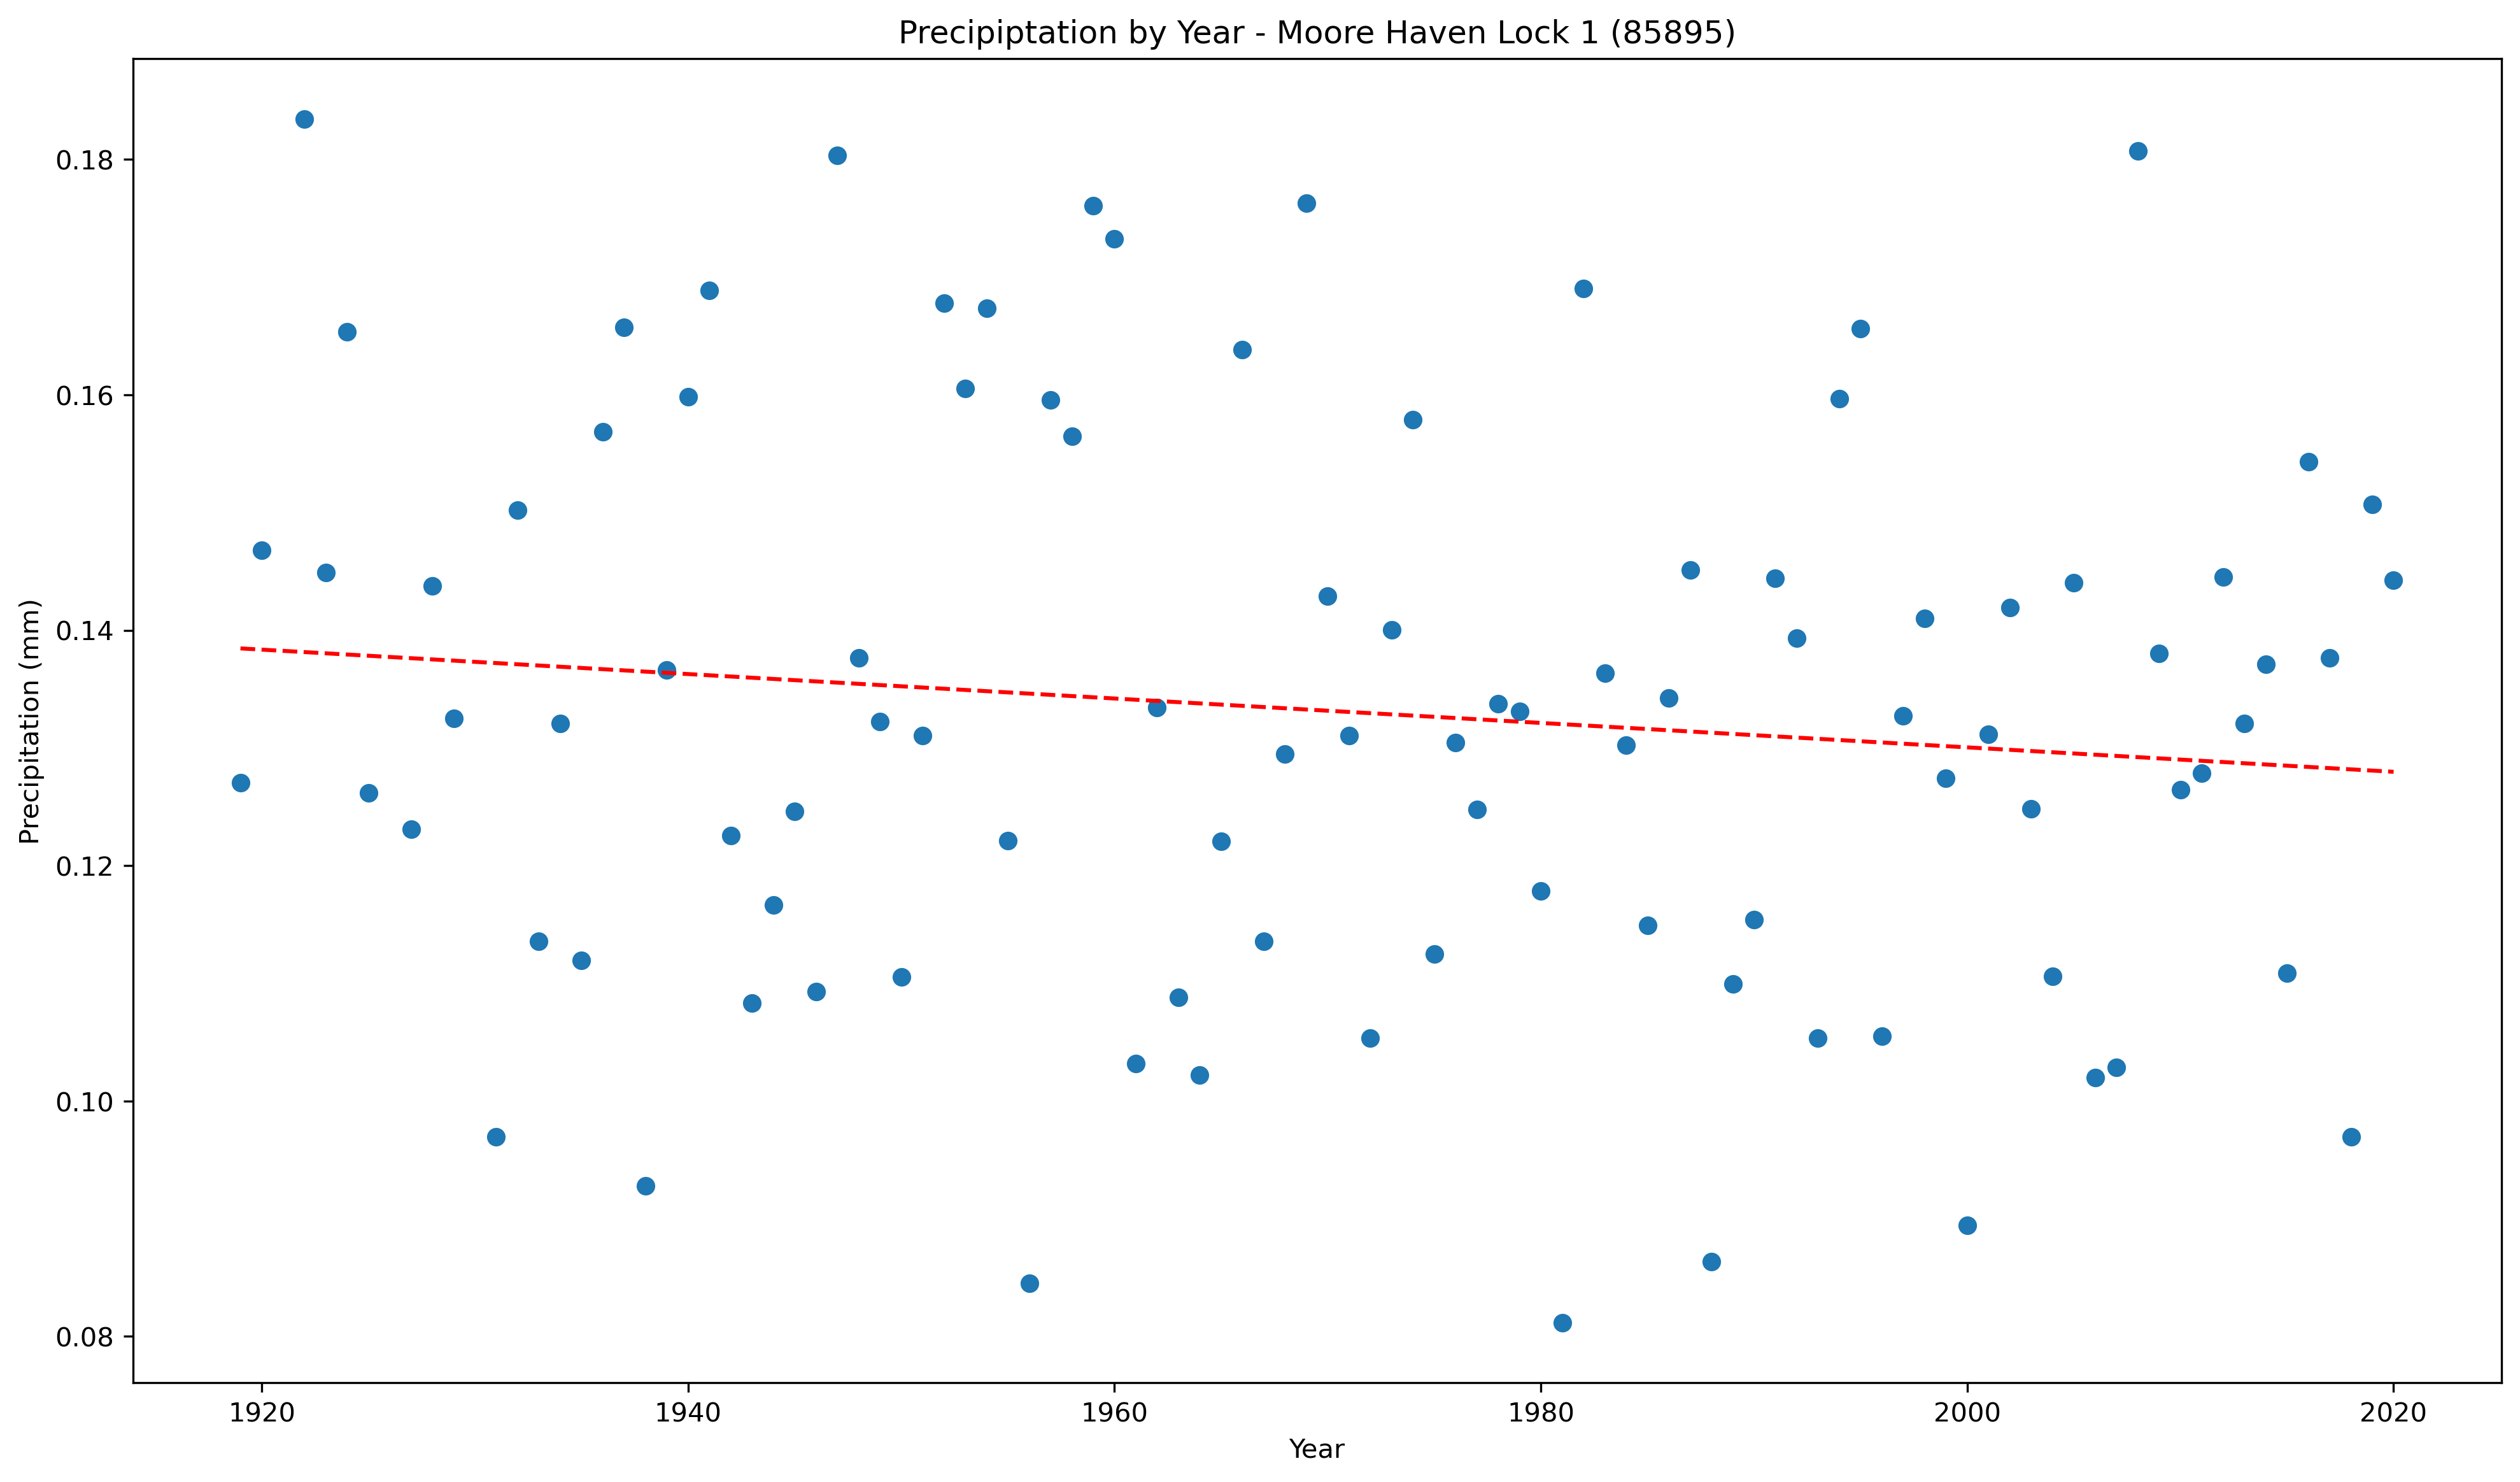 Precipiptation by Year - Moore Haven Lock 1 (85895)
Precipitation (mm)
0.18
0.16
0.14
0.12
0.10
0.08
1920 1940 1960 1980 2000 2020
Year